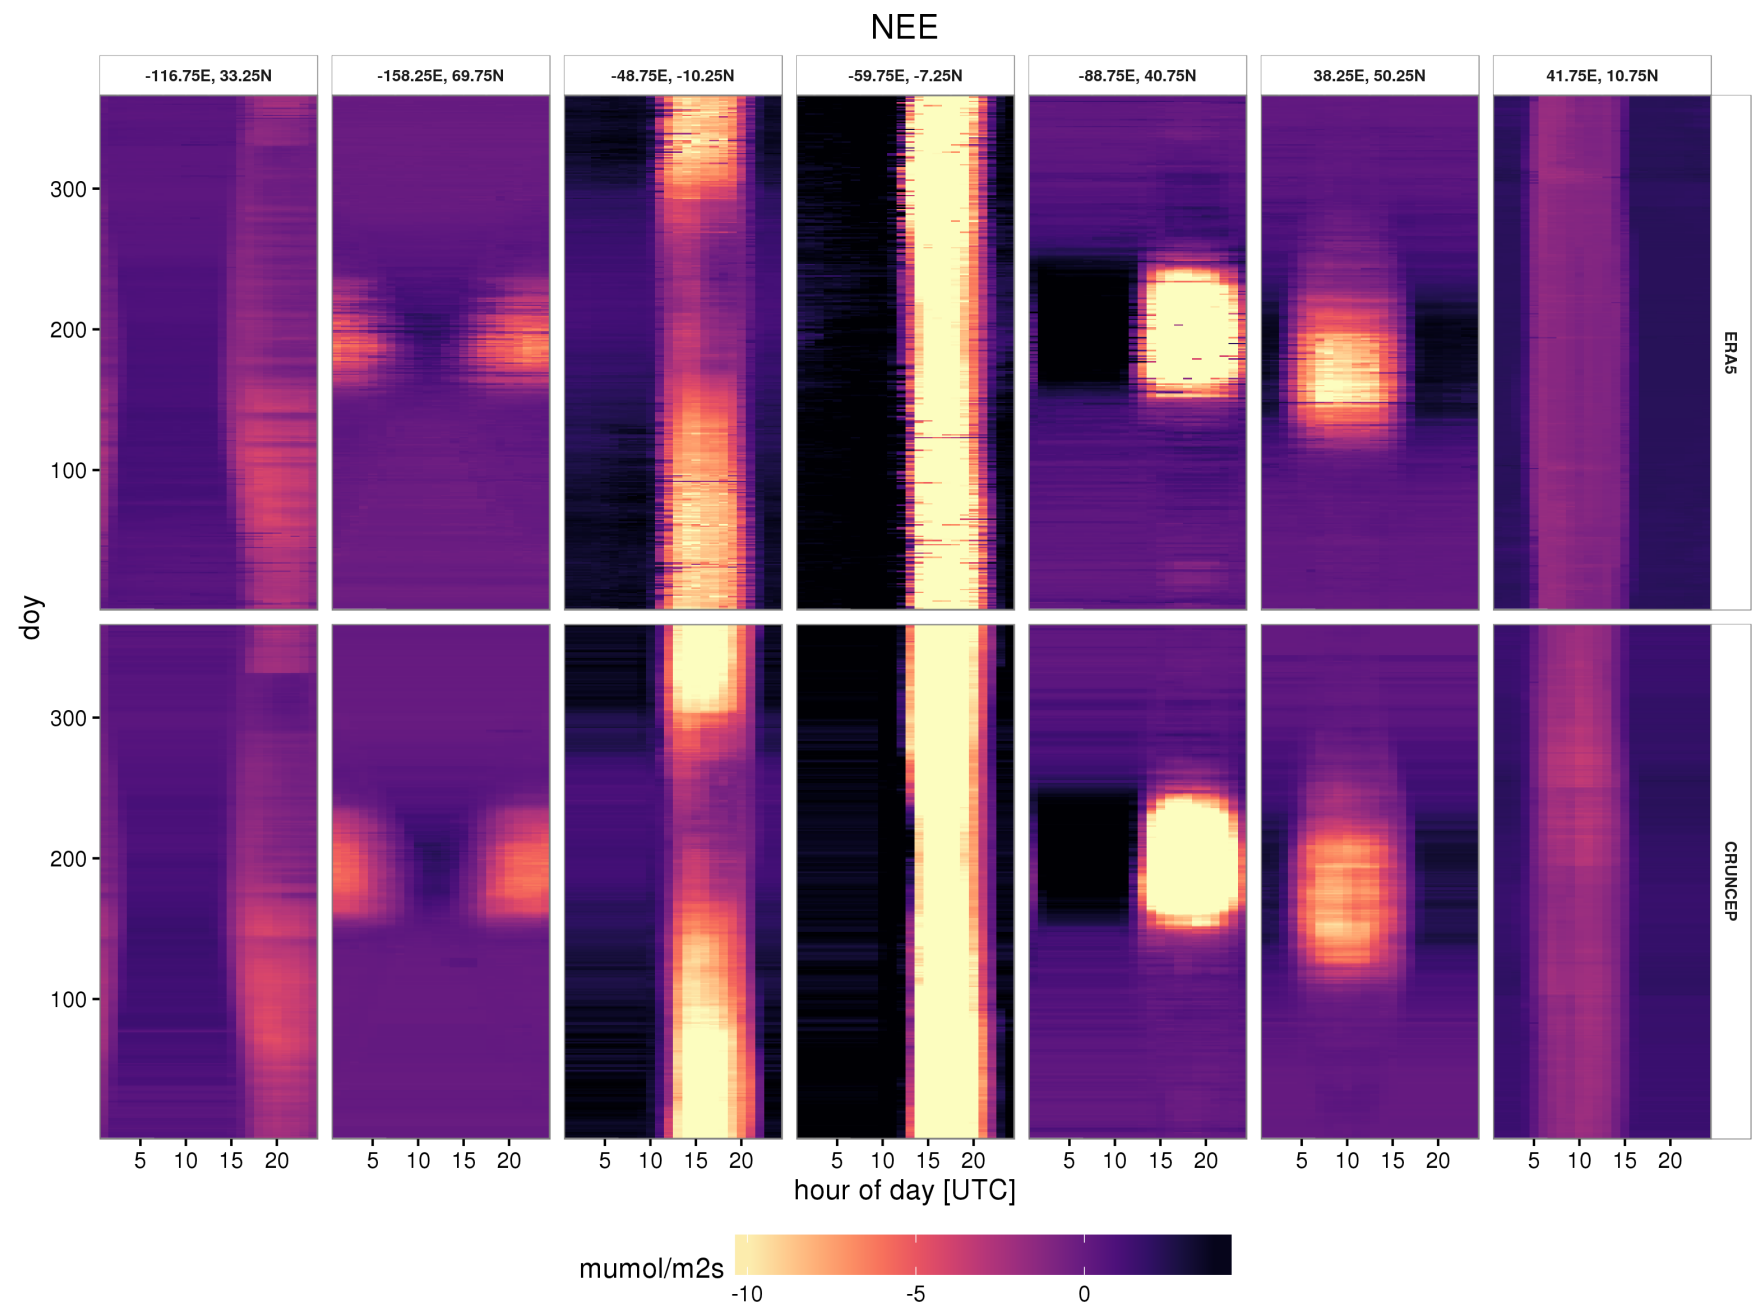 NEE
-116.75E, 33.25N
-158.25E, 69.75N
-48.75E, -10.25N
-59.75E, -7.25N
-88.75E, 40.75N
38.25E, 50.25N
41.75E, 10.75N
300
200
100
ERA5
doy
300
200
100
CRUNCEP
5 10 15 20
5 10 15 20
5 10 15 20
5 10 15 20
5 10 15 20
5 10 15 20
5 10 15 20
hour of day [UTC]
mumol/m2s
-10 -5 0